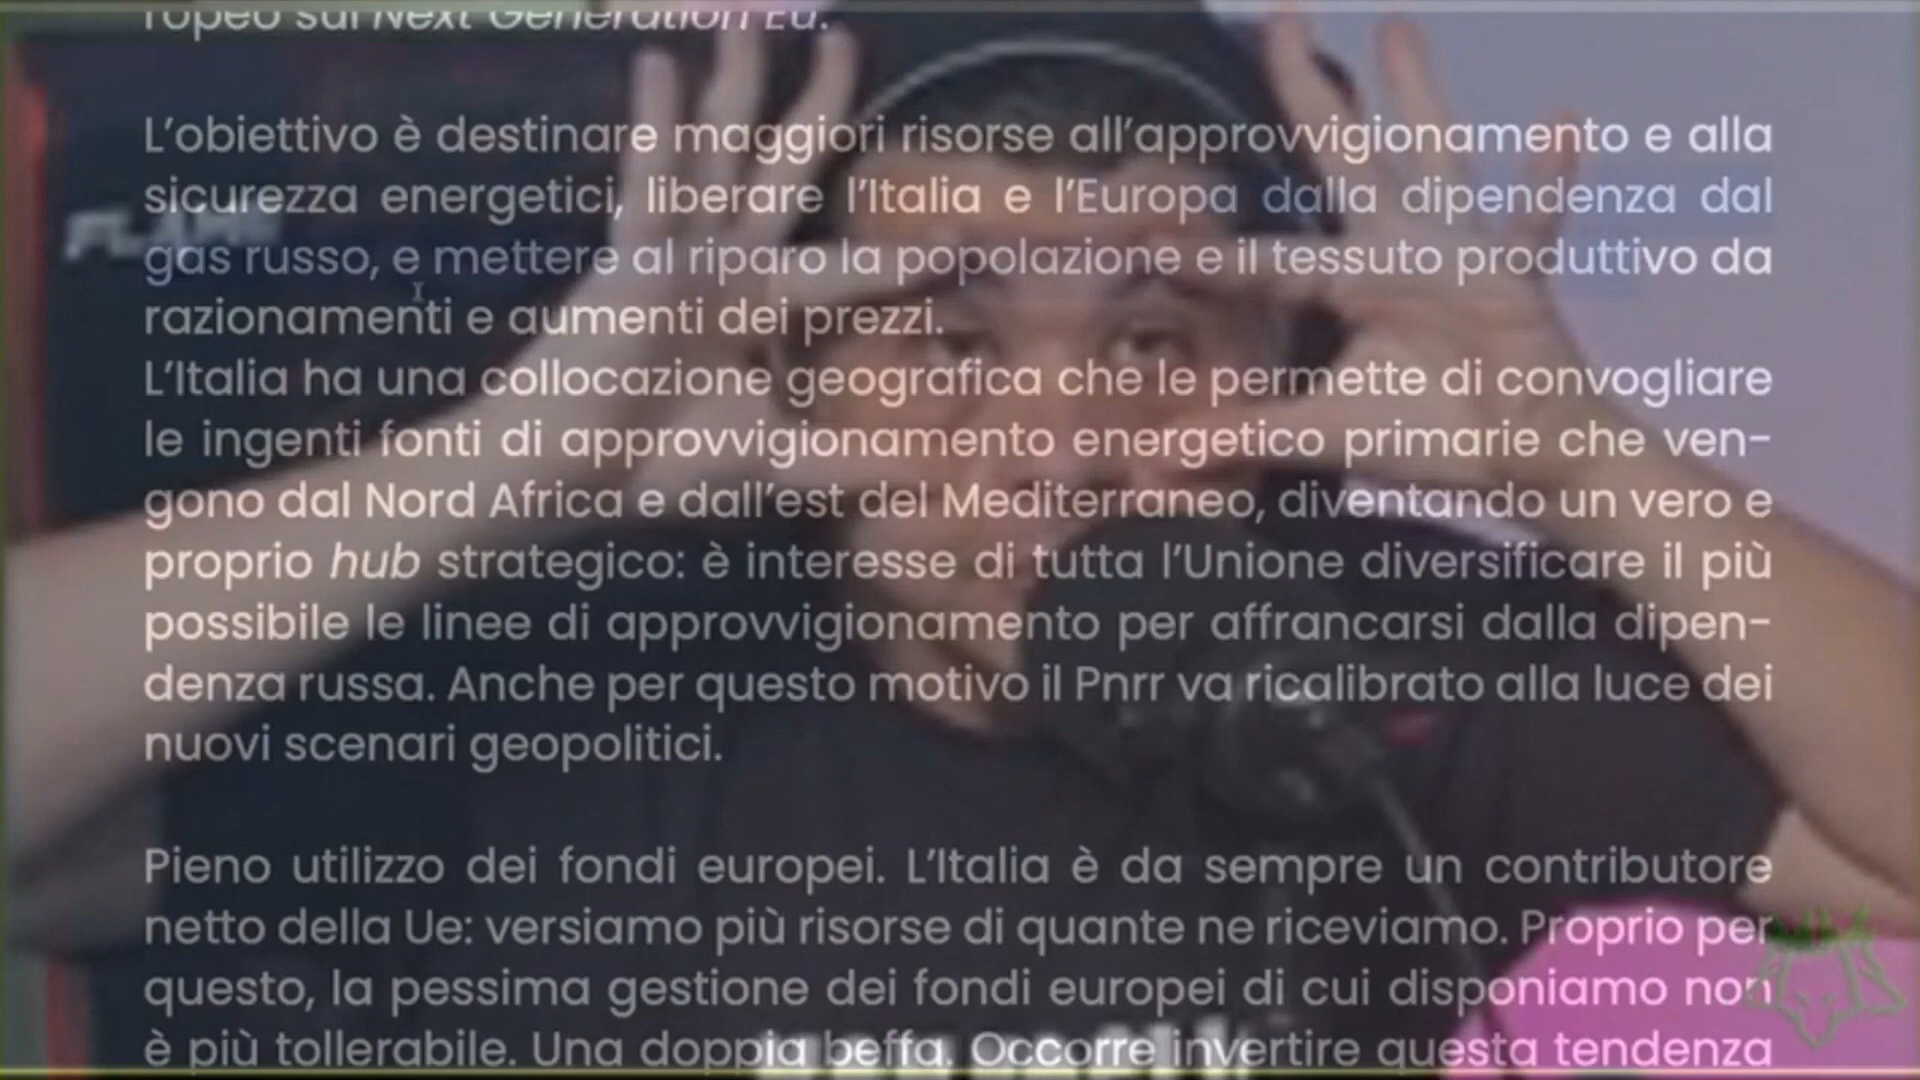 ropeo sul Next Generation Eu.
L'obiettivo è destinare maggiori risorse all'approvvigionamento e alla
sicurezza energetici, liberare l'Italia e l'Europa dalla dipendenza dal
gas russo, e mettere al riparo la popolazione e il tessuto produttivo da
razionamenti e aumenti dei prezzi.
L'Italia ha una collocazione geografica che le permette di convogliare
le ingenti fonti di approvvigionamento energetico primarie che ven-
gono dal Nord Africa e dall'est del Mediterraneo, diventando un vero e
proprio hub strategico: è interesse di tutta l'Unione diversificare il più
possibile le linee di approvvigionamento per affrancarsi dalla dipen-
denza russa. Anche per questo motivo il Pnrr va ricalibrato alla luce dei
nuovi scenari geopolitici.
Pieno utilizzo dei fondi europei. L'Italia è da sempre un contributore
netto della Ue: versiamo più risorse di quante ne riceviamo. Proprio per
questo, la pessima gestione dei fondi europei di cui disponiamo non
è più tollerabile. Una doppia beffa. Occorre invertire questa tendenza